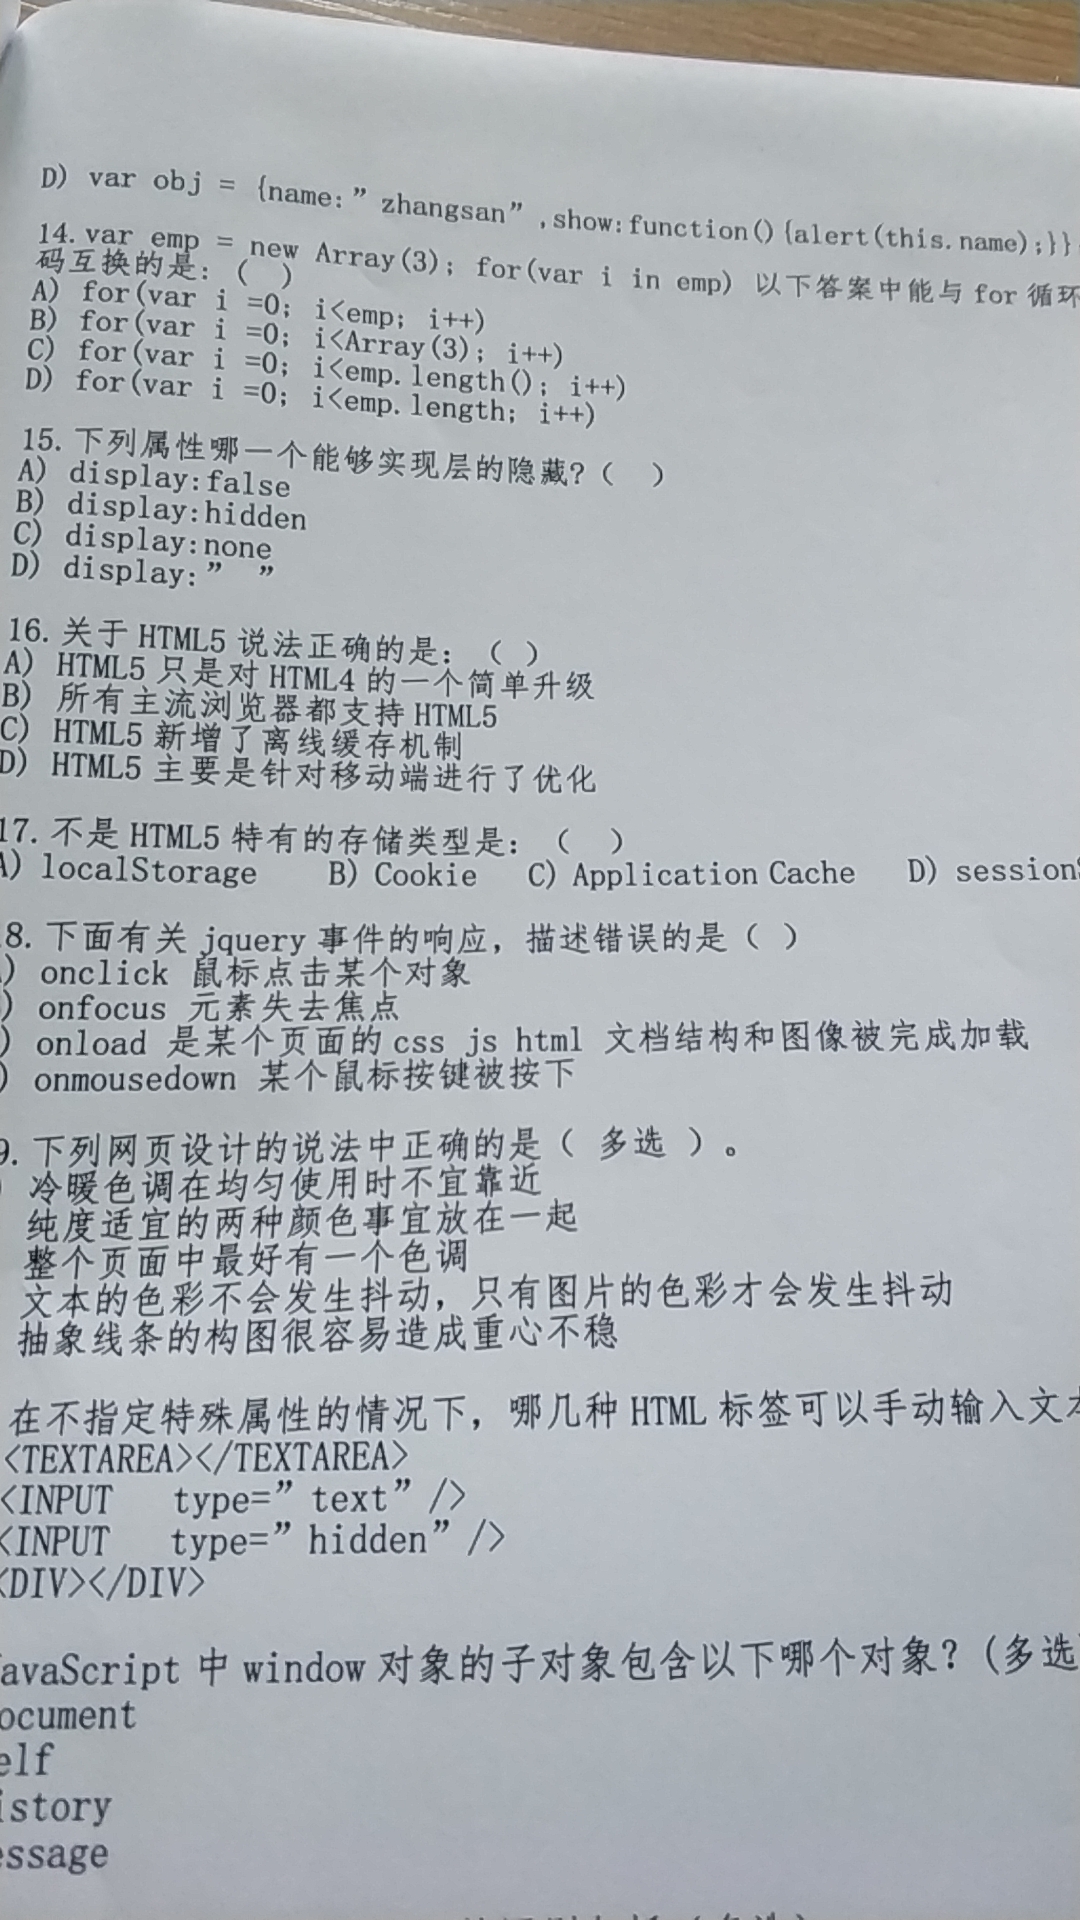 D) var obj = {name:” zhangsan” ,show:function(){alert(this.name);}}
14. var emp = new Array(3); for(var i in emp) 以下答案中能与 for 循环
码互换的是:（ ）
A) for(var i =0; i<emp; i++)
B) for(var i =0; i<Array(3); i++)
C) for(var i =0; i<emp.length(); i++)
D) for(var i =0; i<emp.length; i++)
15. 下列属性哪一个能够实现层的隐藏?（ ）
A) display:false
B) display:hidden
C) display:none
D) display:” ”
16. 关于 HTML5 说法正确的是: （ ）
A) HTML5 只是对 HTML4 的一个简单升级
B) 所有主流浏览器都支持 HTML5
C) HTML5 新增了离线缓存机制
D) HTML5 主要是针对移动端进行了优化
17. 不是 HTML5 特有的存储类型是: （ ）
A) localStorage B) Cookie C) Application Cache D) session
8. 下面有关 jquery 事件的响应，描述错误的是（ ）
) onclick 鼠标点击某个对象
) onfocus 元素失去焦点
) onload 是某个页面的 css js html 文档结构和图像被完成加载
) onmousedown 某个鼠标按键被按下
9. 下列网页设计的说法中正确的是（ 多选 ）。
冷暖色调在均匀使用时不宜靠近
纯度适宜的两种颜色事宜放在一起
整个页面中最好有一个色调
文本的色彩不会发生抖动，只有图片的色彩才会发生抖动
抽象线条的构图很容易造成重心不稳
在不指定特殊属性的情况下，哪几种 HTML 标签可以手动输入文本
<TEXTAREA></TEXTAREA>
<INPUT type=” text” />
<INPUT type=” hidden” />
<DIV></DIV>
avaScript 中 window 对象的子对象包含以下哪个对象? (多选
ocument
elf
istory
essage